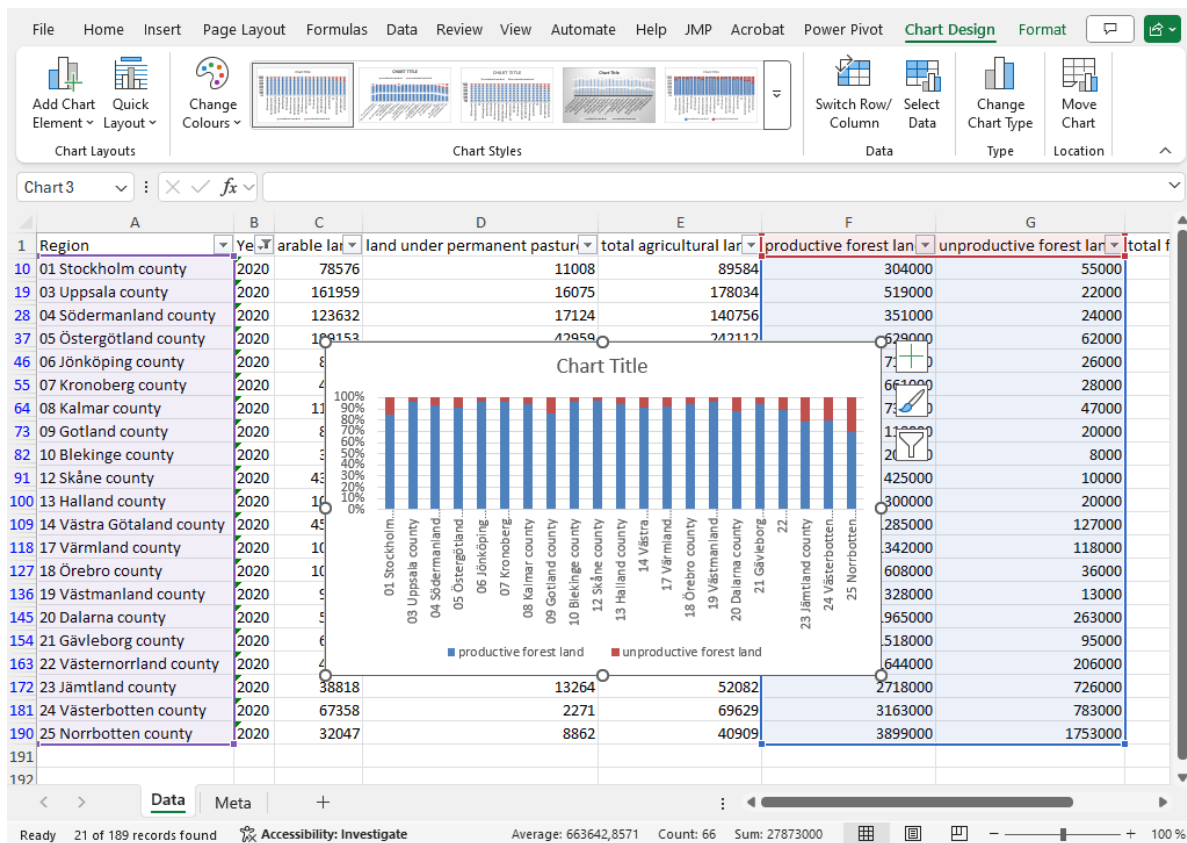 File Home Insert Page Layout Formulas Data Review View Automate Help JMP Acrobat Power Pivot Chart Design Format
Add Chart Element Quick Layout Change Colours Switch Row/ Column Select Data Change Chart Type Move Chart
Chart Layouts Chart Styles Data Type Location
Chart 3 fx
A B C D E F G
1 Region Ye arable lar land under permanent pastur total agricultural lar productive forest lan unproductive forest lar total f
10 01 Stockholm county 2020 78576 11008 89584 304000 55000
19 03 Uppsala county 2020 161959 16075 178034 519000 22000
28 04 Södermanland county 2020 123632 17124 140756 351000 24000
37 05 Östergötland county 2020 42959 242112 629000 62000
46 06 Jönköping county 2020 26000
55 07 Kronoberg county 2020 28000
64 08 Kalmar county 2020 47000
73 09 Gotland county 2020 20000
82 10 Blekinge county 2020 8000
91 12 Skåne county 2020 425000 10000
100 13 Halland county 2020 300000 20000
109 14 Västra Götaland county 2020 1285000 127000
118 17 Värmland county 2020 1342000 118000
127 18 Örebro county 2020 608000 36000
136 19 Västmanland county 2020 328000 13000
145 20 Dalarna county 2020 1965000 263000
154 21 Gävleborg county 2020 1518000 95000
163 22 Västernorrland county 2020 1644000 206000
172 23 Jämtland county 2020 38818 13264 52082 2718000 726000
181 24 Västerbotten county 2020 67358 2271 69629 3163000 783000
190 25 Norrbotten county 2020 32047 8862 40909 3899000 1753000
191
192
Chart Title
100%
90%
80%
70%
60%
50%
40%
30%
20%
10%
0%
01 Stockholm…
03 Uppsala county
04 Södermanland…
05 Östergötland…
06 Jönköping…
07 Kronoberg…
08 Kalmar county
09 Gotland county
10 Blekinge county
12 Skåne county
13 Halland county
14 Västra…
17 Värmland…
18 Örebro county
19 Västmanland…
20 Dalarna county
21 Gävleborg…
22…
23 Jämtland county
24 Västerbotten…
25 Norrbotten…
productive forest land unproductive forest land
Data Meta
Ready 21 of 189 records found Accessibility: Investigate Average: 663642,8571 Count: 66 Sum: 27873000 100 %